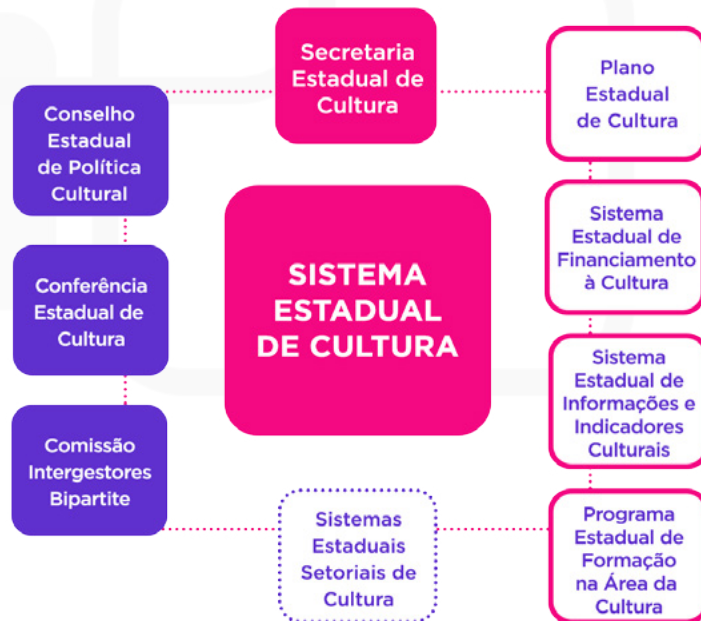 Secretaria
Estadual de
Cultura
Plano
Estadual
de Cultura
Conselho
Estadual
de Política
Cultural
Sistema
Estadual de
Financiamento
à Cultura
SISTEMA
ESTADUAL
DE CULTURA
Conferência
Estadual de
Cultura
Sistema
Estadual de
Informações e
Indicadores
Culturais
Comissão
Intergestores
Bipartite
Sistemas
Estaduais
Setoriais de
Cultura
Programa
Estadual de
Formação
na Área da
Cultura